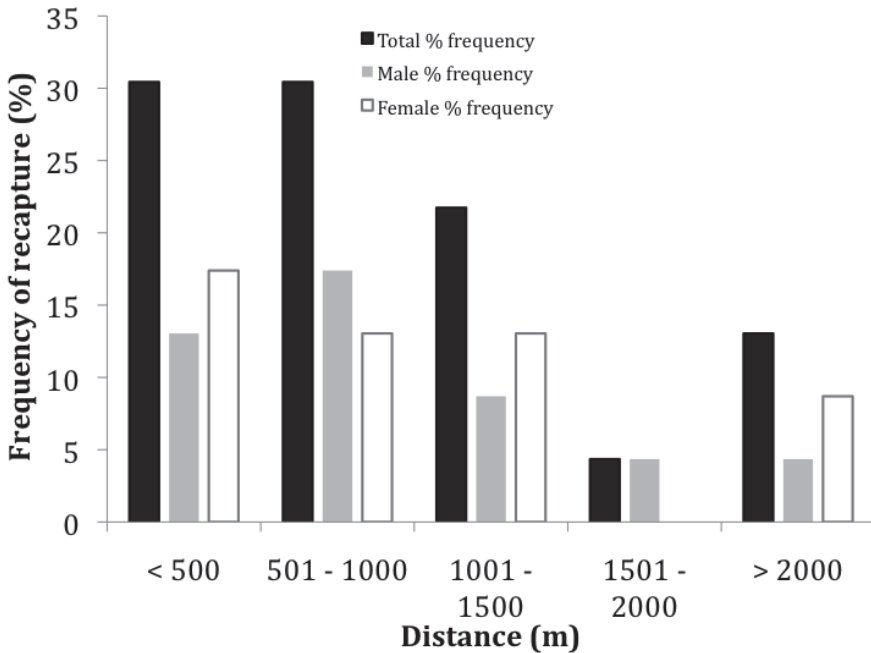 Frequency of recapture (%)
35
30
25
20
15
10
5
0
Total % frequency
Male % frequency
Female % frequency
< 500
501 - 1000
1001 -
1500
1501 -
2000
> 2000
Distance (m)